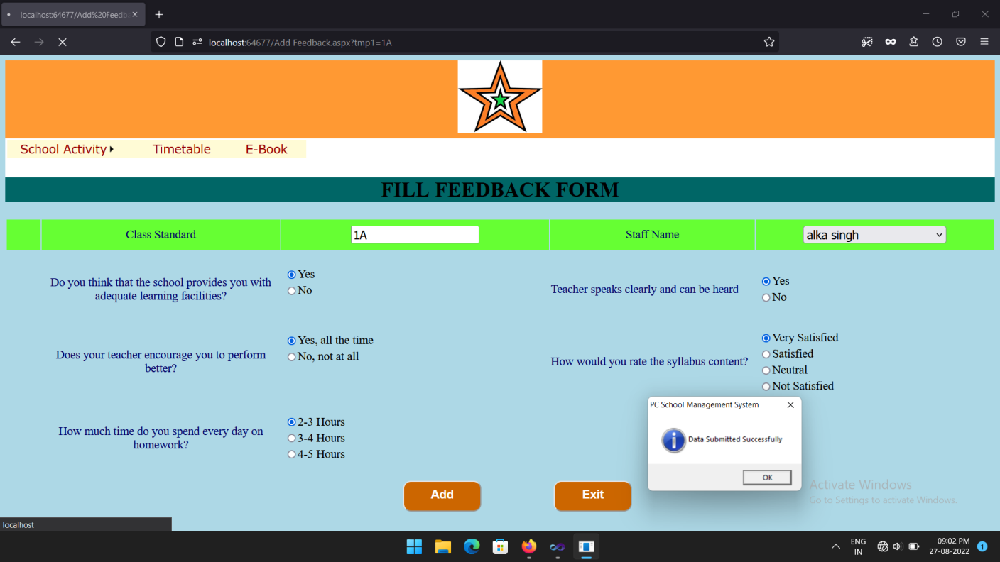 localhost:64677/Add%20Feedb
localhost:64677/Add Feedback.aspx?tmp1=1A
School Activity Timetable E-Book
FILL FEEDBACK FORM
Class Standard 1A Staff Name alka singh
Do you think that the school provides you with
adequate learning facilities?
Yes
No
Teacher speaks clearly and can be heard
Yes
No
Does your teacher encourage you to perform
better?
Yes, all the time
No, not at all
How would you rate the syllabus content?
Very Satisfied
Satisfied
Neutral
Not Satisfied
How much time do you spend every day on
homework?
2-3 Hours
3-4 Hours
4-5 Hours
PC School Management System
Data Submitted Successfully
OK
Add Exit
Activate Windows
Go to Settings to activate Windows.
localhost
ENG
IN
09:02 PM
27-08-2022
1